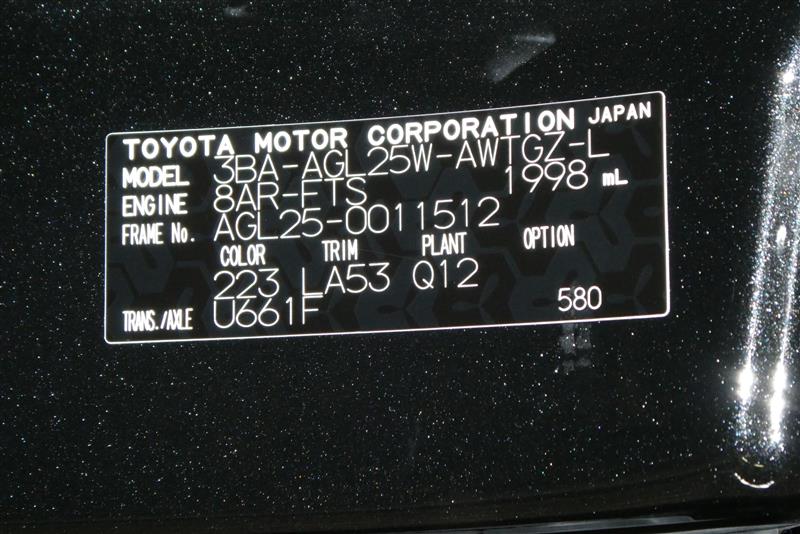 TOYOTA MOTOR CORPORATION JAPAN
MODEL 3BA-AGL25W-AWTGZ-L
ENGINE 8AR-FTS 1998 mL
FRAME No. AGL25-0011512
COLOR TRIM PLANT OPTION
223 LA53 Q12
TRANS./AXLE U661F 580